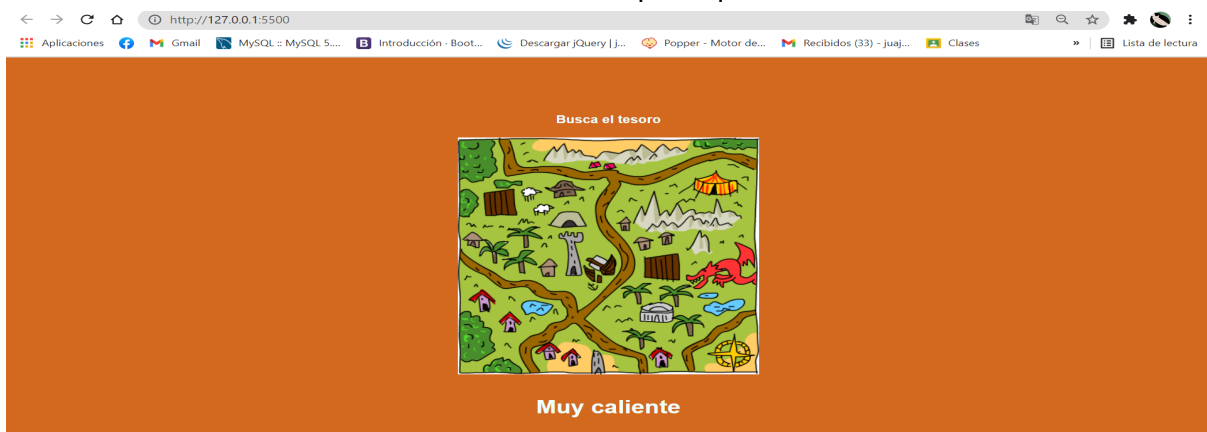 http://127.0.0.1:5500
Aplicaciones Gmail MySQL :: MySQL 5.... Introducción · Boot... Descargar jQuery | j... Popper - Motor de... Recibidos (33) - juaj... Clases » Lista de lectura
Busca el tesoro
Muy caliente